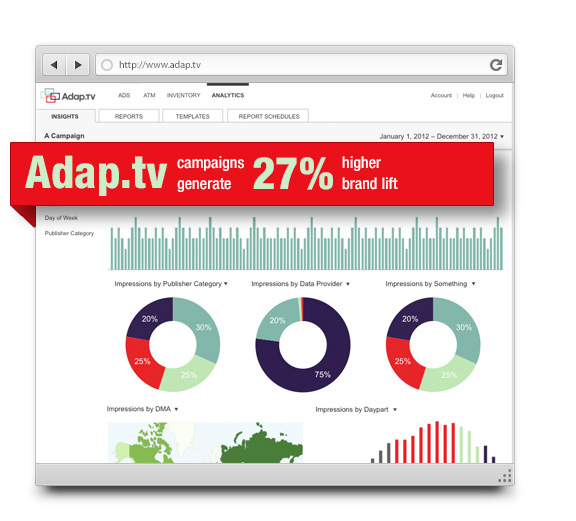 http://www.adap.tv
Adap.tv ADS ATM INVENTORY ANALYTICS Account | Help | Logout
INSIGHTS REPORTS TEMPLATES REPORT SCHEDULES
A Campaign January 1, 2012 – December 31, 2012
Adap.tv campaigns generate 27% higher brand lift
Day of Week
Publisher Category
Impressions by Publisher Category Impressions by Data Provider Impressions by Something
20% 30% 25% 25%
20% 75%
20% 30% 25% 25%
Impressions by DMA Impressions by Daypart